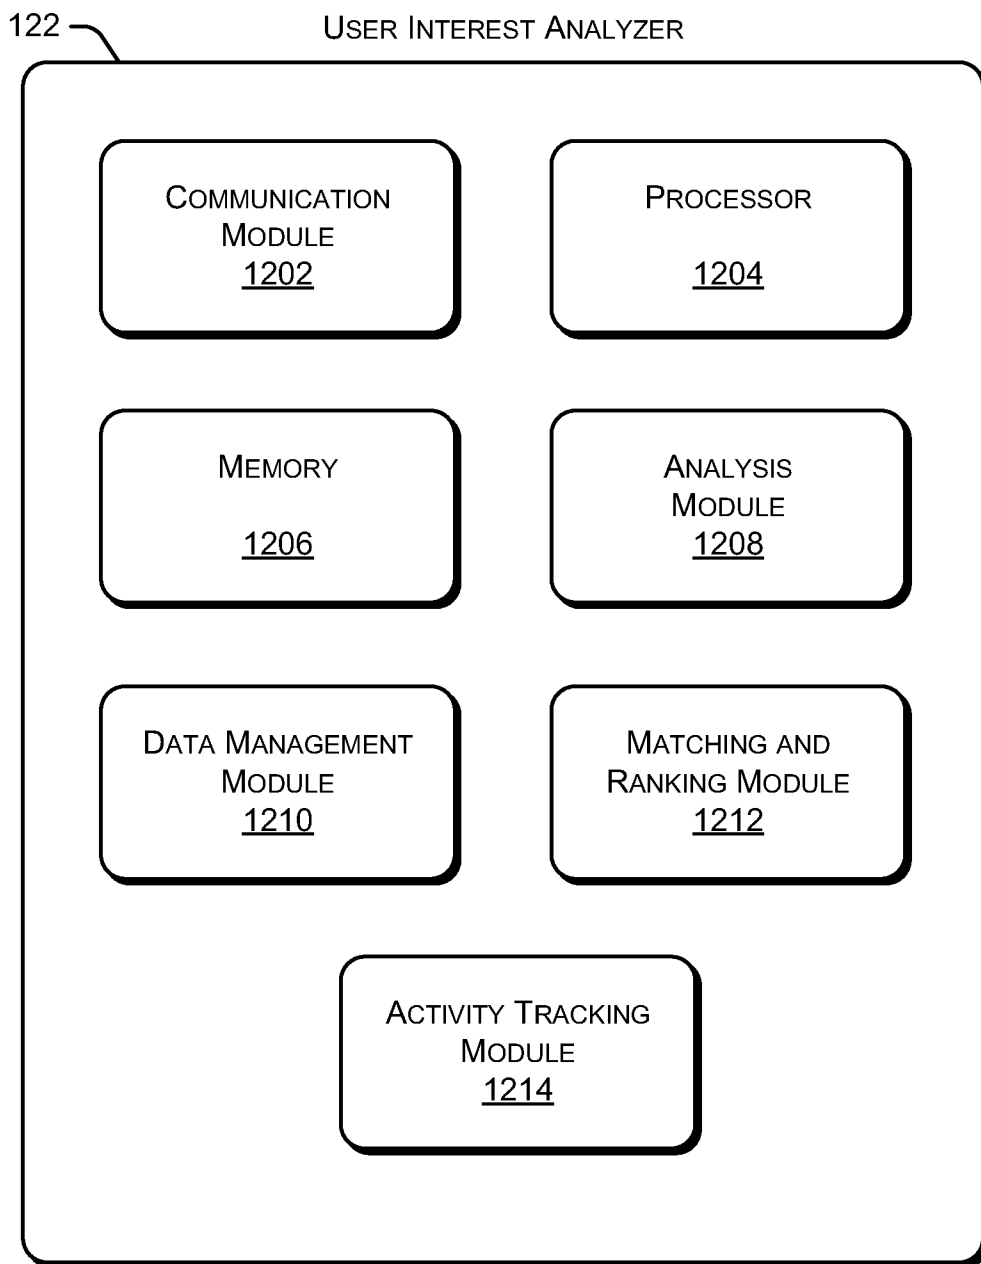 122
USER INTEREST ANALYZER
COMMUNICATION
MODULE
1202
PROCESSOR
1204
MEMORY
1206
ANALYSIS
MODULE
1208
DATA MANAGEMENT
MODULE
1210
MATCHING AND
RANKING MODULE
1212
ACTIVITY TRACKING
MODULE
1214